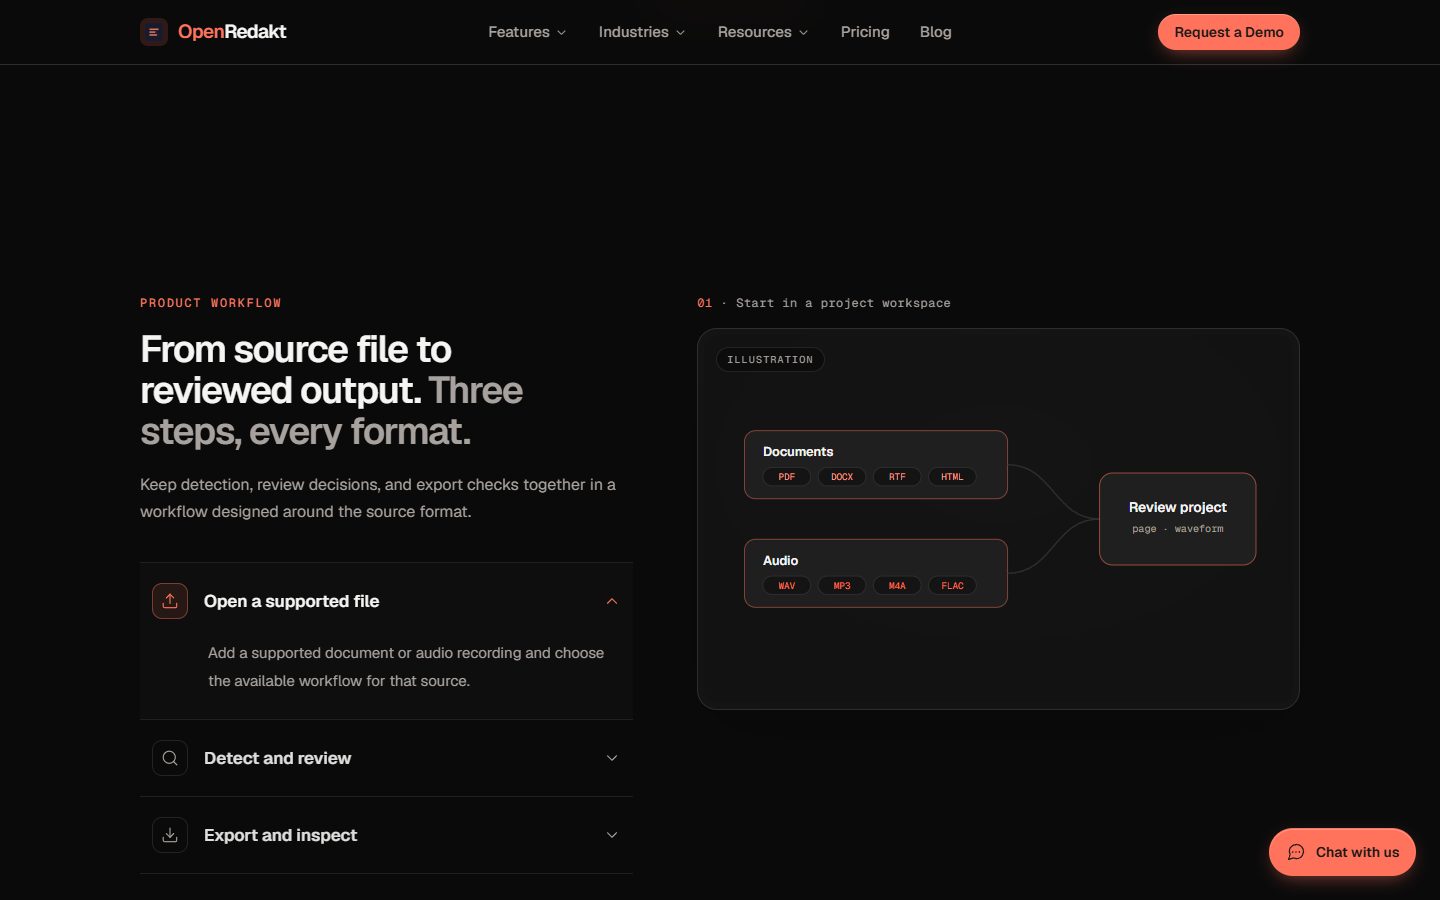 OpenRedakt
Features
Industries
Resources
Pricing
Blog
Request a Demo
PRODUCT WORKFLOW
From source file to
reviewed output. Three
steps, every format.
Keep detection, review decisions, and export checks together in a
workflow designed around the source format.
Open a supported file
Add a supported document or audio recording and choose
the available workflow for that source.
Detect and review
Export and inspect
01 · Start in a project workspace
ILLUSTRATION
Documents
PDF DOCX RTF HTML
Audio
WAV MP3 M4A FLAC
Review project
page · waveform
Chat with us